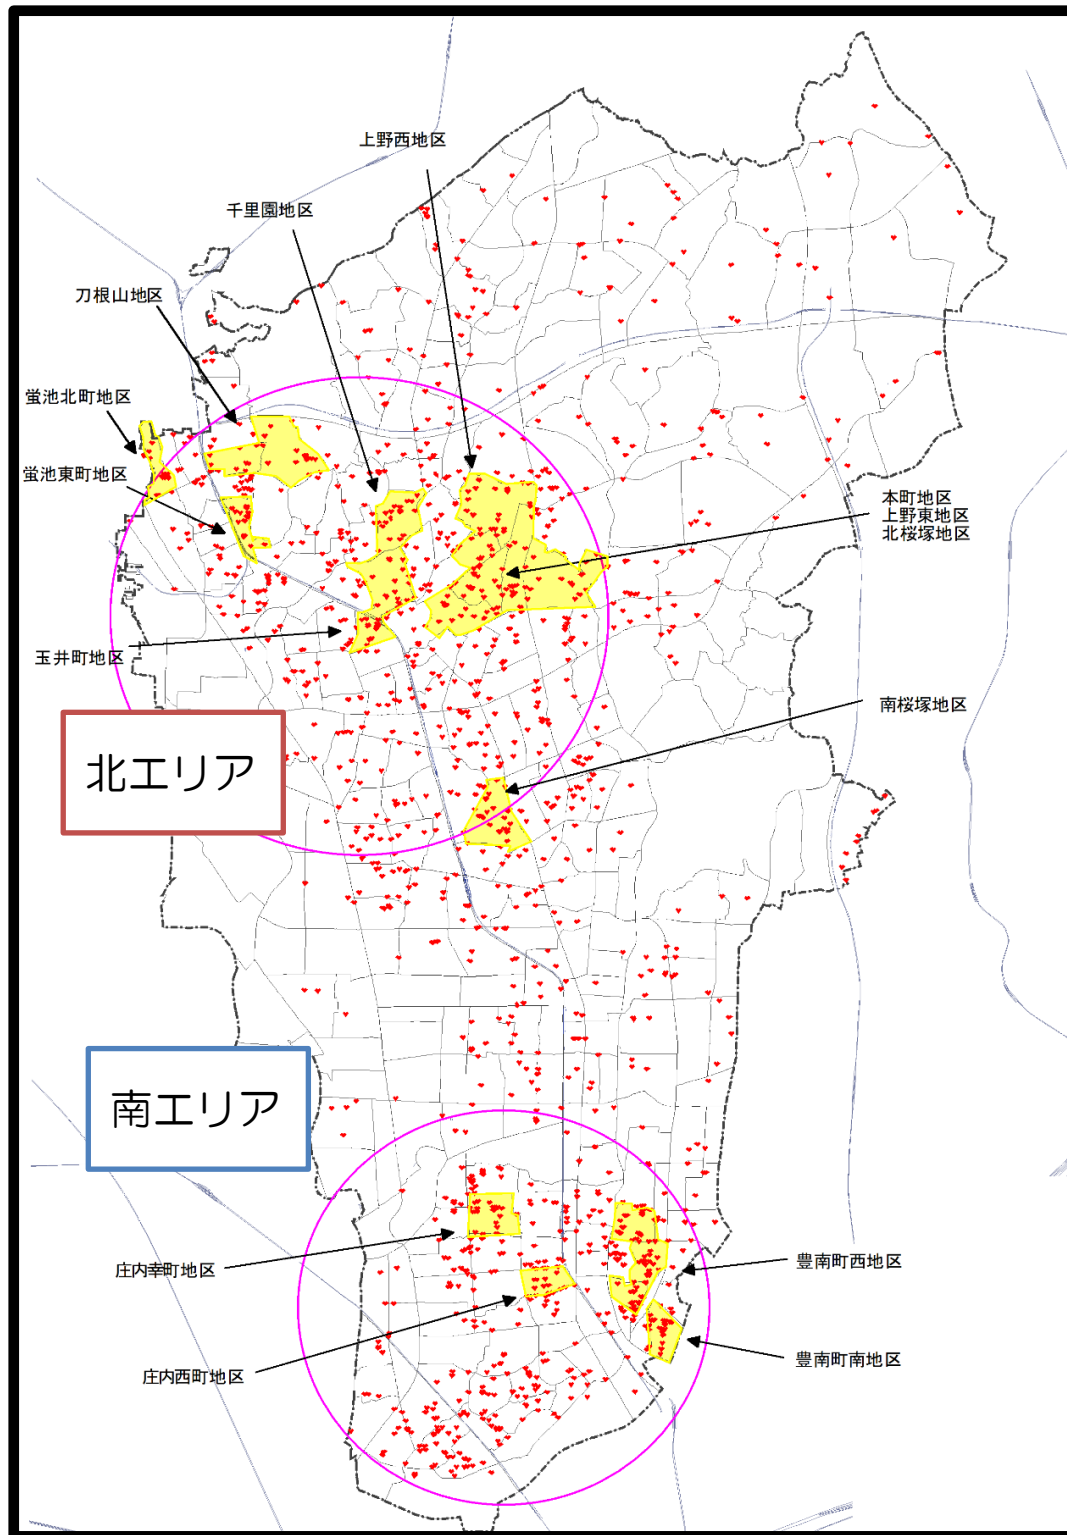 上野西地区
千里園地区
刀根山地区
蛍池北町地区
蛍池東町地区
本町地区
上野東地区
北桜塚地区
玉井町地区
南桜塚地区
北エリア
南エリア
庄内幸町地区
豊南町西地区
庄内西町地区
豊南町南地区